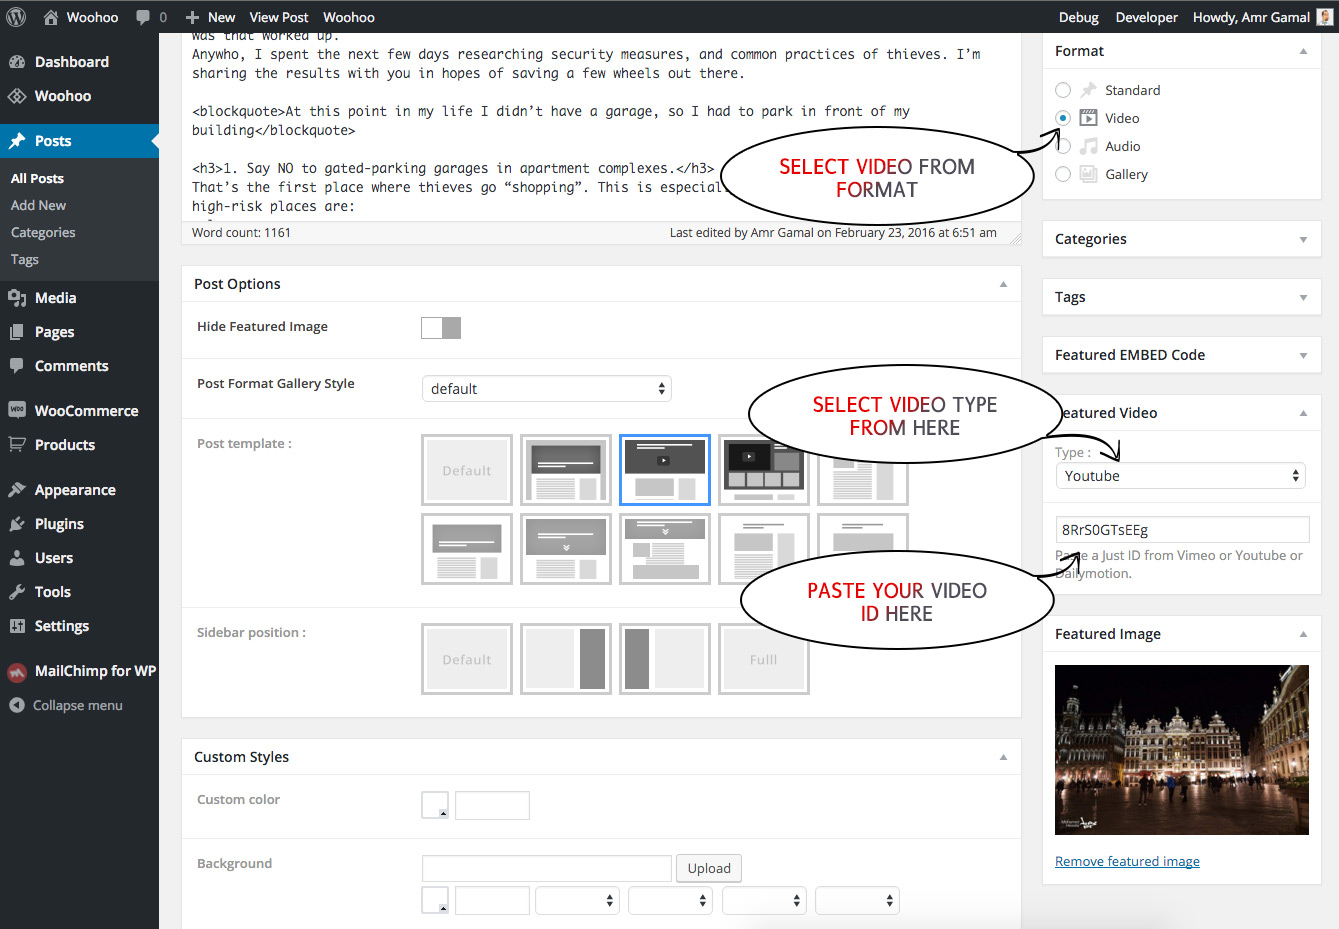 Woohoo
0
New
View Post
Woohoo
Debug
Developer
Howdy, Amr Gamal
Dashboard
Woohoo
Posts
All Posts
Add New
Categories
Tags
Media
Pages
Comments
WooCommerce
Products
Appearance
Plugins
Users
Tools
Settings
MailChimp for WP
Collapse menu
was that worked up.
Anywho, I spent the next few days researching security measures, and common practices of thieves. I’m
sharing the results with you in hopes of saving a few wheels out there.
<blockquote>At this point in my life I didn’t have a garage, so I had to park in front of my
building</blockquote>
<h3>1. Say NO to gated-parking garages in apartment complexes.</h3>
That’s the first place where thieves go “shopping”. This is especial
high-risk places are:
Word count: 1161
Last edited by Amr Gamal on February 23, 2016 at 6:51 am
Post Options
Hide Featured Image
Post Format Gallery Style
default
Post template :
Default
Sidebar position :
Default
Fulll
Custom Styles
Custom color
Background
Upload
Format
Standard
Video
Audio
Gallery
SELECT VIDEO FROM
FORMAT
Categories
Tags
Featured EMBED Code
Featured Video
SELECT VIDEO TYPE
FROM HERE
Type :
Youtube
8RrS0GTsEEg
Paste a Just ID from Vimeo or Youtube or
Dailymotion.
PASTE YOUR VIDEO
ID HERE
Featured Image
Remove featured image